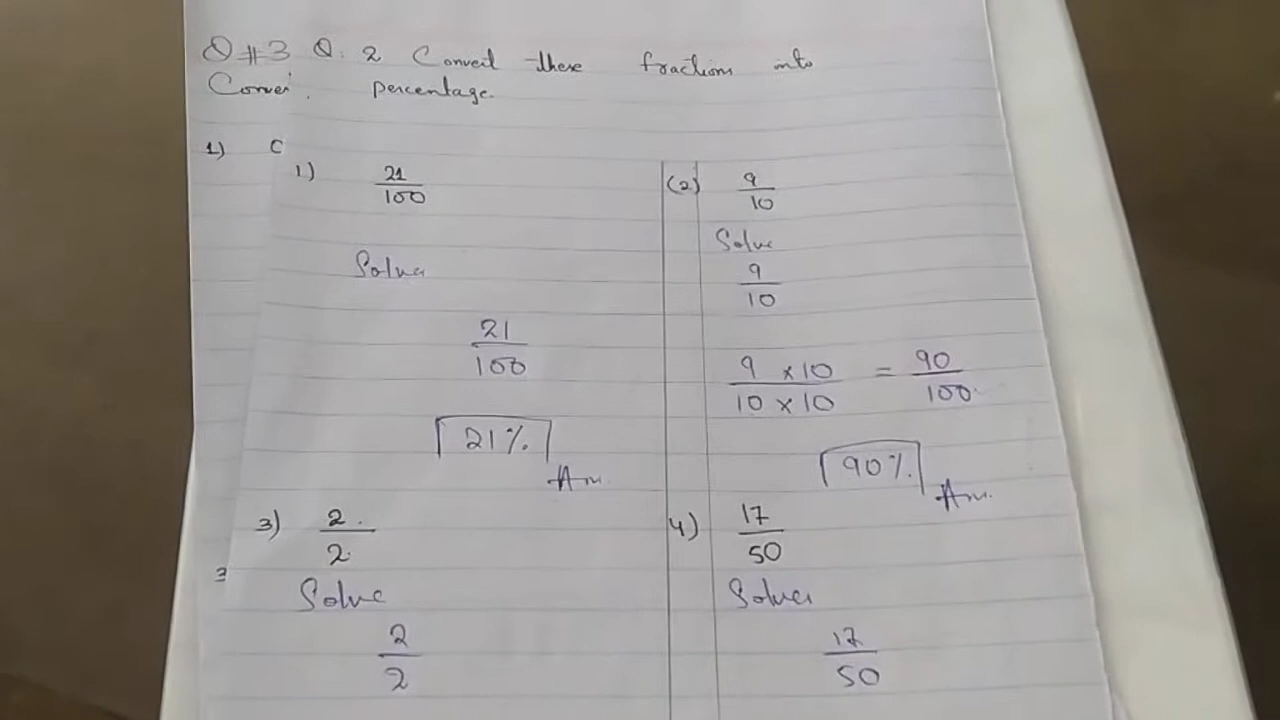 Q#3 Q. 2 Convert these fractions into
Conver percentage.
1) C
1) 21/100
Solve
21/100
21%
Ans.
(2) 9/10
Solve
9/10
9 × 10 / 10 × 10 = 90/100
90%.
Ans.
3) 2/2
3
Solve
2/2
4) 17/50
Solve
17/50